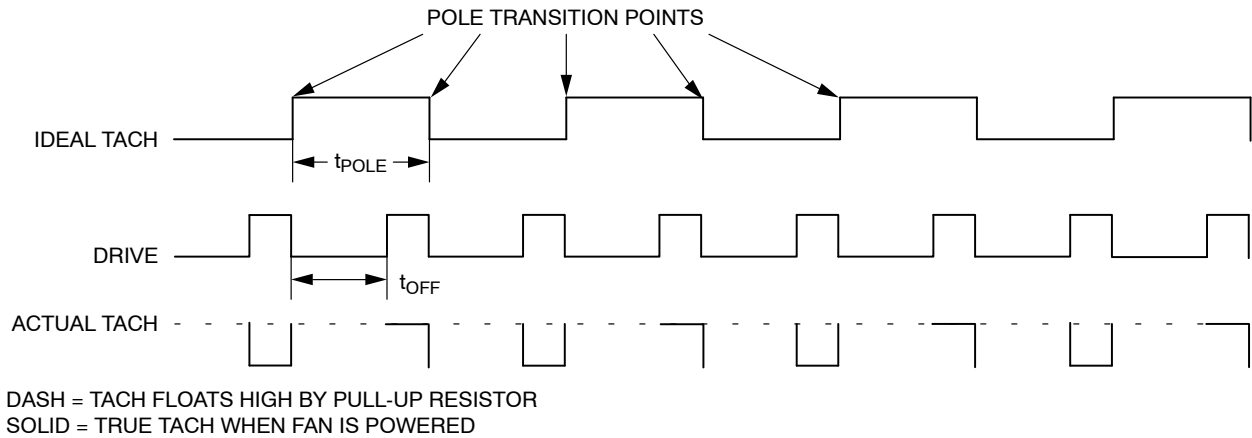 POLE TRANSITION POINTS
IDEAL TACH
tPOLE
DRIVE
tOFF
ACTUAL TACH
DASH = TACH FLOATS HIGH BY PULL-UP RESISTOR
SOLID = TRUE TACH WHEN FAN IS POWERED